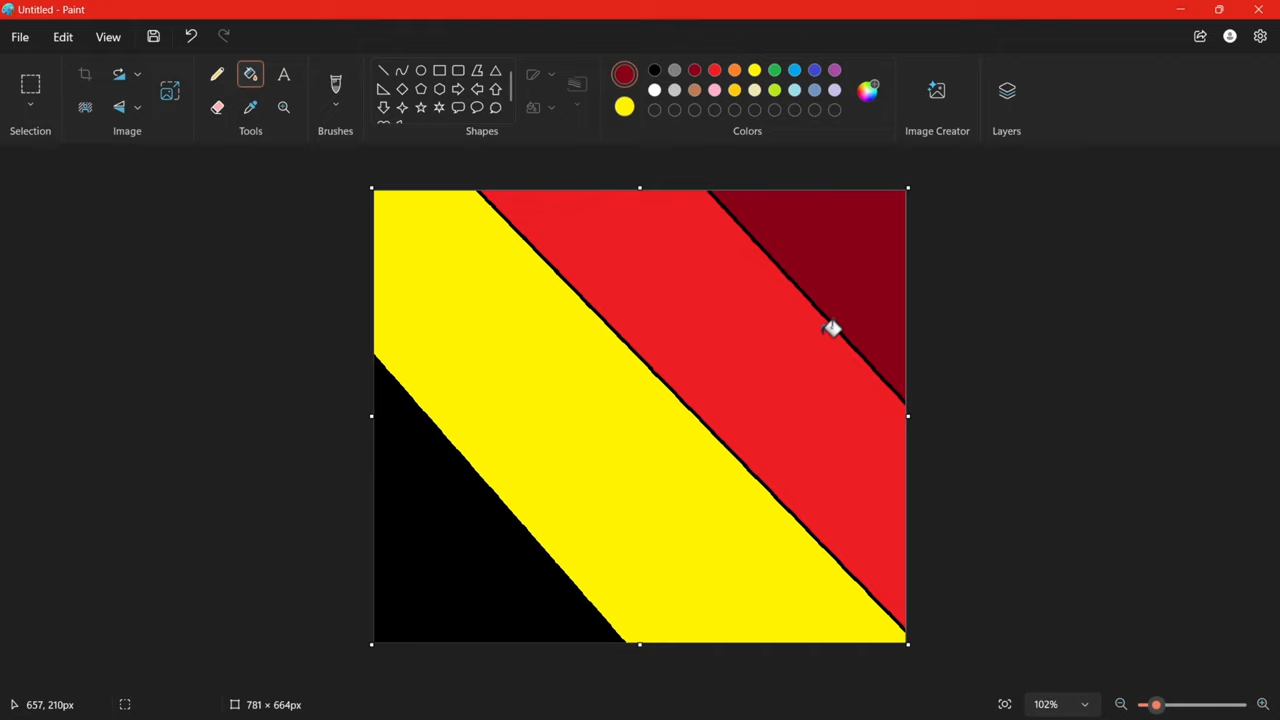 Untitled - Paint
File Edit View
Selection Image Tools Brushes Shapes Colors Image Creator Layers
657, 210px 781 × 664px 102%